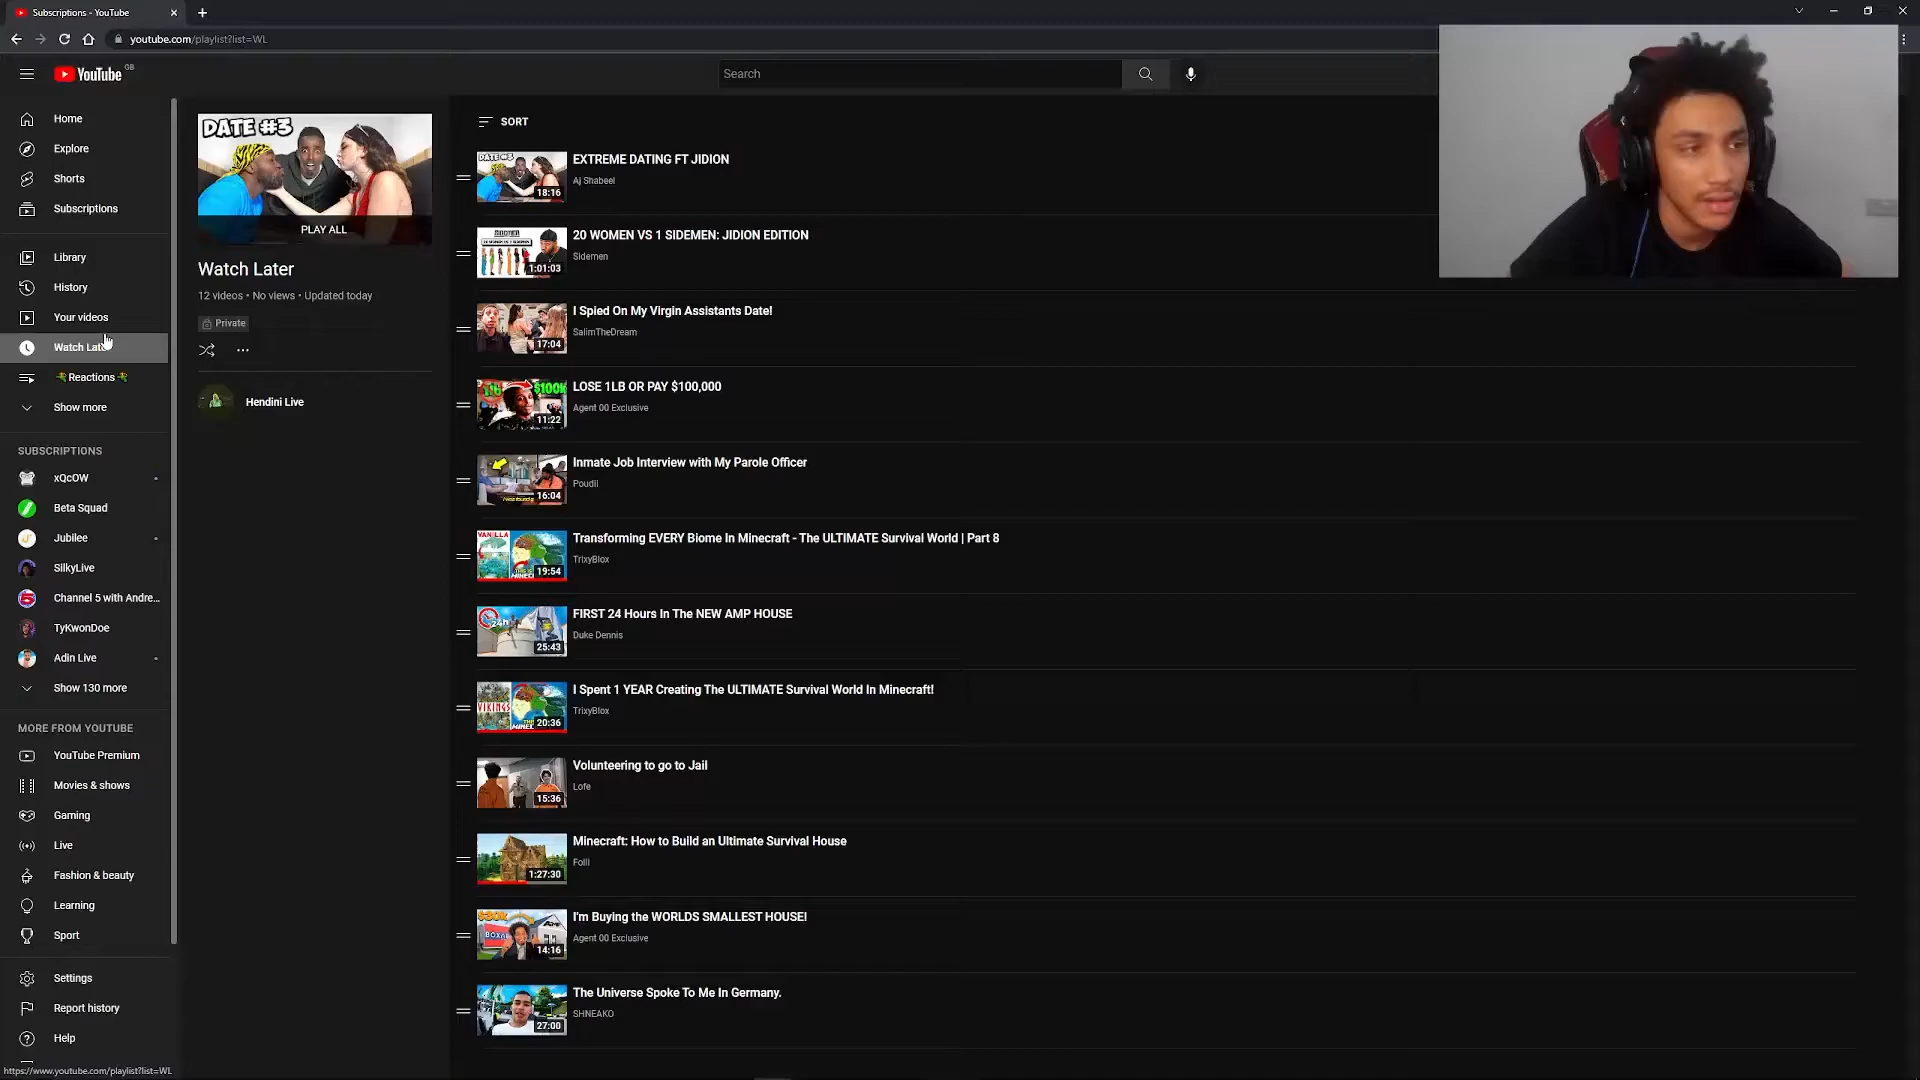 Subscriptions - YouTube
youtube.com/playlist?list=WL
YouTube GB
Search
Home
Explore
Shorts
Subscriptions
Library
History
Your videos
Watch Late
Reactions
Show more
SUBSCRIPTIONS
xQcOW
Beta Squad
Jubilee
SilkyLive
Channel 5 with Andre...
TyKwonDoe
Adin Live
Show 130 more
MORE FROM YOUTUBE
YouTube Premium
Movies & shows
Gaming
Live
Fashion & beauty
Learning
Sport
Settings
Report history
Help
https://www.youtube.com/playlist?list=WL
DATE #3
PLAY ALL
Watch Later
12 videos • No views • Updated today
Private
Hendini Live
SORT
DATE #3
18:16
EXTREME DATING FT JIDION
Aj Shabeel
1:01:03
20 WOMEN VS 1 SIDEMEN: JIDION EDITION
Sidemen
17:04
I Spied On My Virgin Assistants Date!
SalimTheDream
$100K
11:22
LOSE 1LB OR PAY $100,000
Agent 00 Exclusive
16:04
Inmate Job Interview with My Parole Officer
Poudii
VANILLA
19:54
Transforming EVERY Biome In Minecraft - The ULTIMATE Survival World | Part 8
TrixyBlox
24h
25:43
FIRST 24 Hours In The NEW AMP HOUSE
Duke Dennis
VIKINGS
20:36
I Spent 1 YEAR Creating The ULTIMATE Survival World In Minecraft!
TrixyBlox
15:36
Volunteering to go to Jail
Lofe
1:27:30
Minecraft: How to Build an Ultimate Survival House
Folli
$30K
14:16
I'm Buying the WORLDS SMALLEST HOUSE!
Agent 00 Exclusive
27:00
The Universe Spoke To Me In Germany.
SHNEAKO